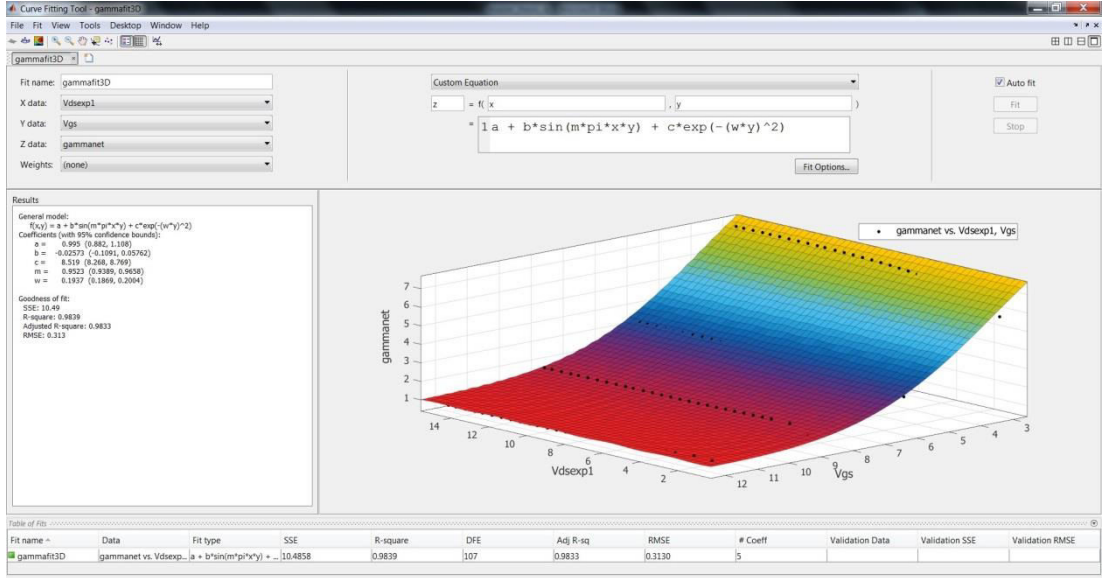 Curve Fitting Tool - gammafit3D
File Fit View Tools Desktop Window Help
gammafit3D
Fit name: gammafit3D
X data: Vdsexp1
Y data: Vgs
Z data: gammanet
Weights: (none)
Custom Equation
z = f( x , y )
= 1 a + b*sin(m*pi*x*y) + c*exp(-(w*y)^2)
Fit Options...
Auto fit
Fit
Stop
Results
General model:
f(x,y) = a + b*sin(m*pi*x*y) + c*exp(-(w*y)^2)
Coefficients (with 95% confidence bounds):
a = 0.995 (0.882, 1.108)
b = -0.02573 (-0.1091, 0.05762)
c = 8.519 (8.268, 8.769)
m = 0.9523 (0.9389, 0.9658)
w = 0.1937 (0.1869, 0.2004)
Goodness of fit:
SSE: 10.49
R-square: 0.9839
Adjusted R-square: 0.9833
RMSE: 0.313
gammanet vs. Vdsexp1, Vgs
gammanet
7
6
5
4
3
2
1
14
12
10
8
6
4
2
Vdsexp1
12
11
10
9
8
7
6
5
4
3
Vgs
Table of Fits
Fit name Data Fit type SSE R-square DFE Adj R-sq RMSE # Coeff Validation Data Validation SSE Validation RMSE
gammafit3D gammanet vs. Vdsexp... a + b*sin(m*pi*x*y) + ... 10.4858 0.9839 107 0.9833 0.3130 5